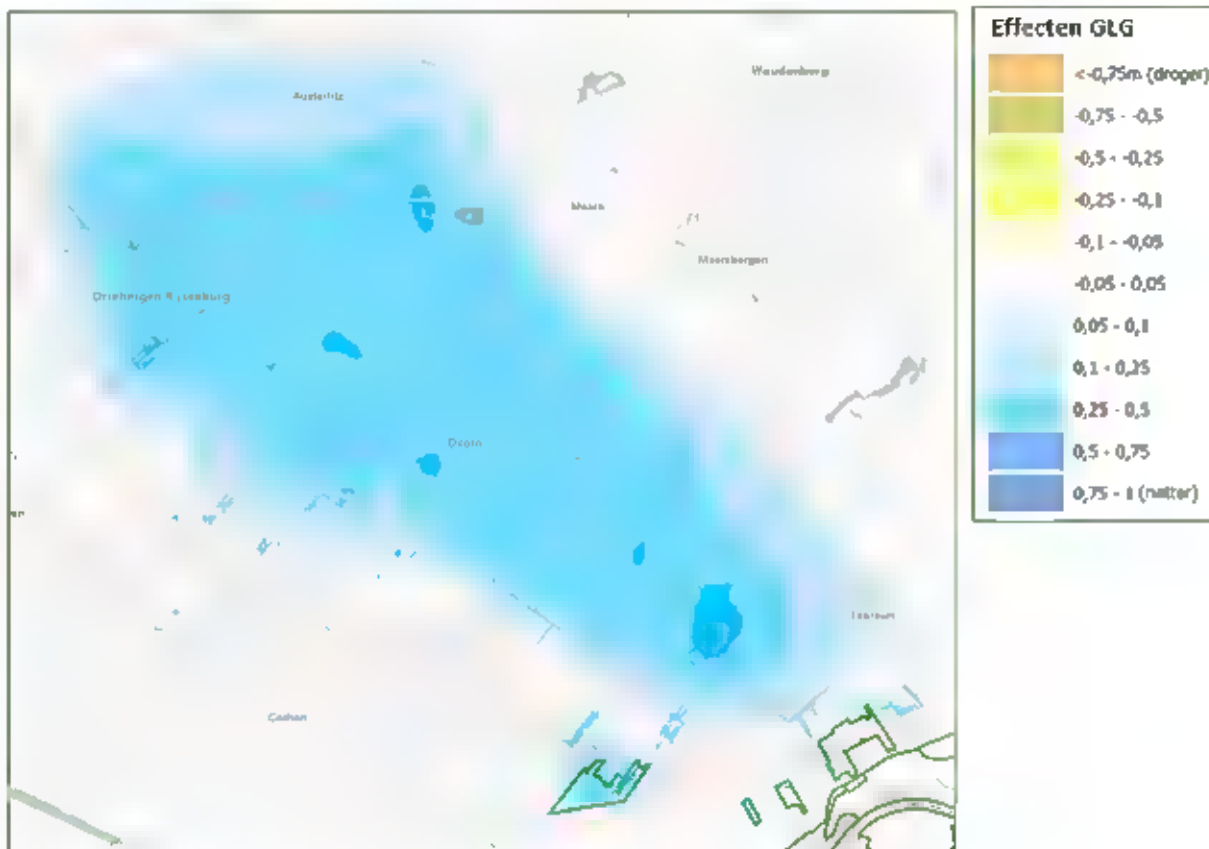 Effecten GLG
<-0,75m (droger)
-0,75 - -0,5
-0,5 - -0,25
-0,25 - -0,1
-0,1 - -0,05
-0,05 - 0,05
0,05 - 0,1
0,1 - 0,25
0,25 - 0,5
0,5 - 0,75
0,75 - 1 (natter)
Woudenberg
Austerlitz
Maarn
Maarsbergen
Doorn
Leersum
Cothen